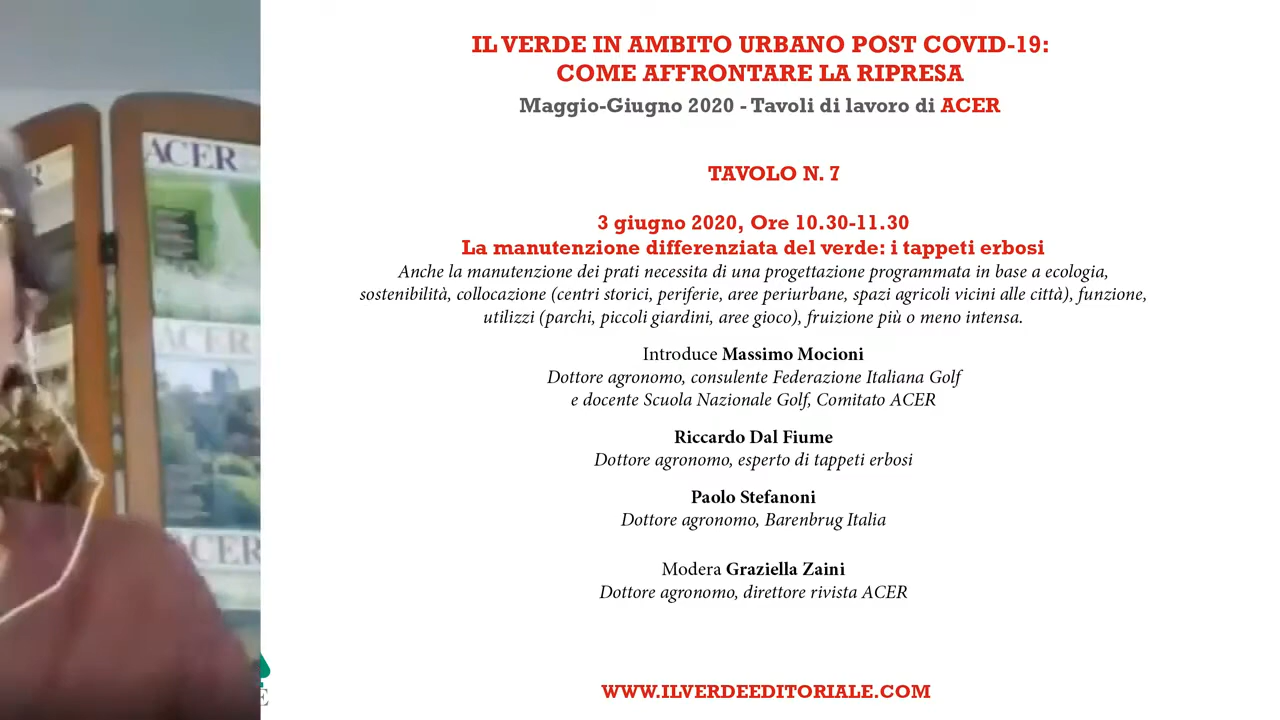 IL VERDE IN AMBITO URBANO POST COVID-19:
COME AFFRONTARE LA RIPRESA
Maggio-Giugno 2020 - Tavoli di lavoro di ACER
TAVOLO N. 7
3 giugno 2020, Ore 10.30-11.30
La manutenzione differenziata del verde: i tappeti erbosi
Anche la manutenzione dei prati necessita di una progettazione programmata in base a ecologia,
sostenibilità, collocazione (centri storici, periferie, aree periurbane, spazi agricoli vicini alle città), funzione,
utilizzi (parchi, piccoli giardini, aree gioco), fruizione più o meno intensa.
Introduce Massimo Mocioni
Dottore agronomo, consulente Federazione Italiana Golf
e docente Scuola Nazionale Golf, Comitato ACER
Riccardo Dal Fiume
Dottore agronomo, esperto di tappeti erbosi
Paolo Stefanoni
Dottore agronomo, Barenbrug Italia
Modera Graziella Zaini
Dottore agronomo, direttore rivista ACER
WWW.ILVERDEEDITORIALE.COM
ACER
ACER
ACER